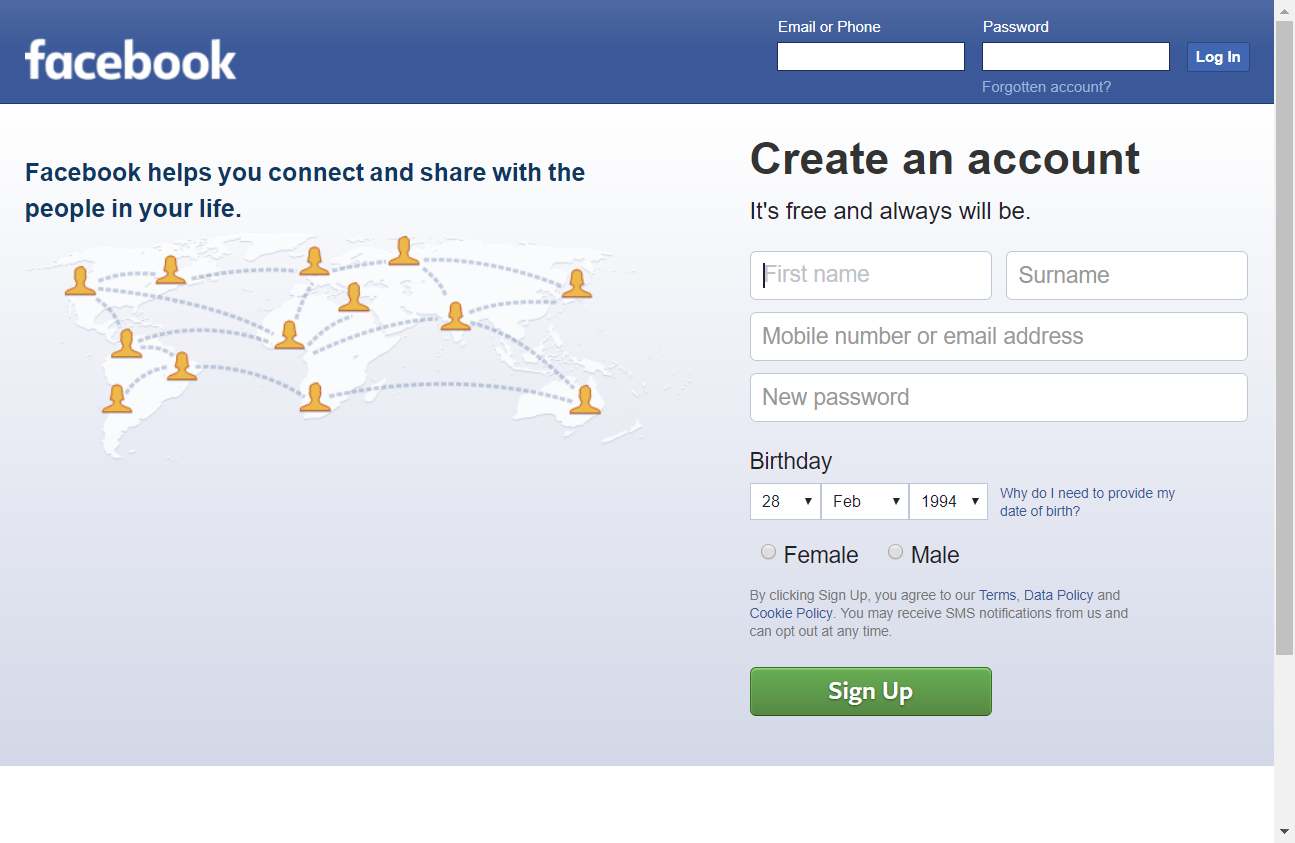 facebook
Email or Phone
Password
Log In
Forgotten account?
Facebook helps you connect and share with the
people in your life.
Create an account
It's free and always will be.
First name
Surname
Mobile number or email address
New password
Birthday
28
Feb
1994
Why do I need to provide my
date of birth?
Female
Male
By clicking Sign Up, you agree to our Terms, Data Policy and
Cookie Policy. You may receive SMS notifications from us and
can opt out at any time.
Sign Up